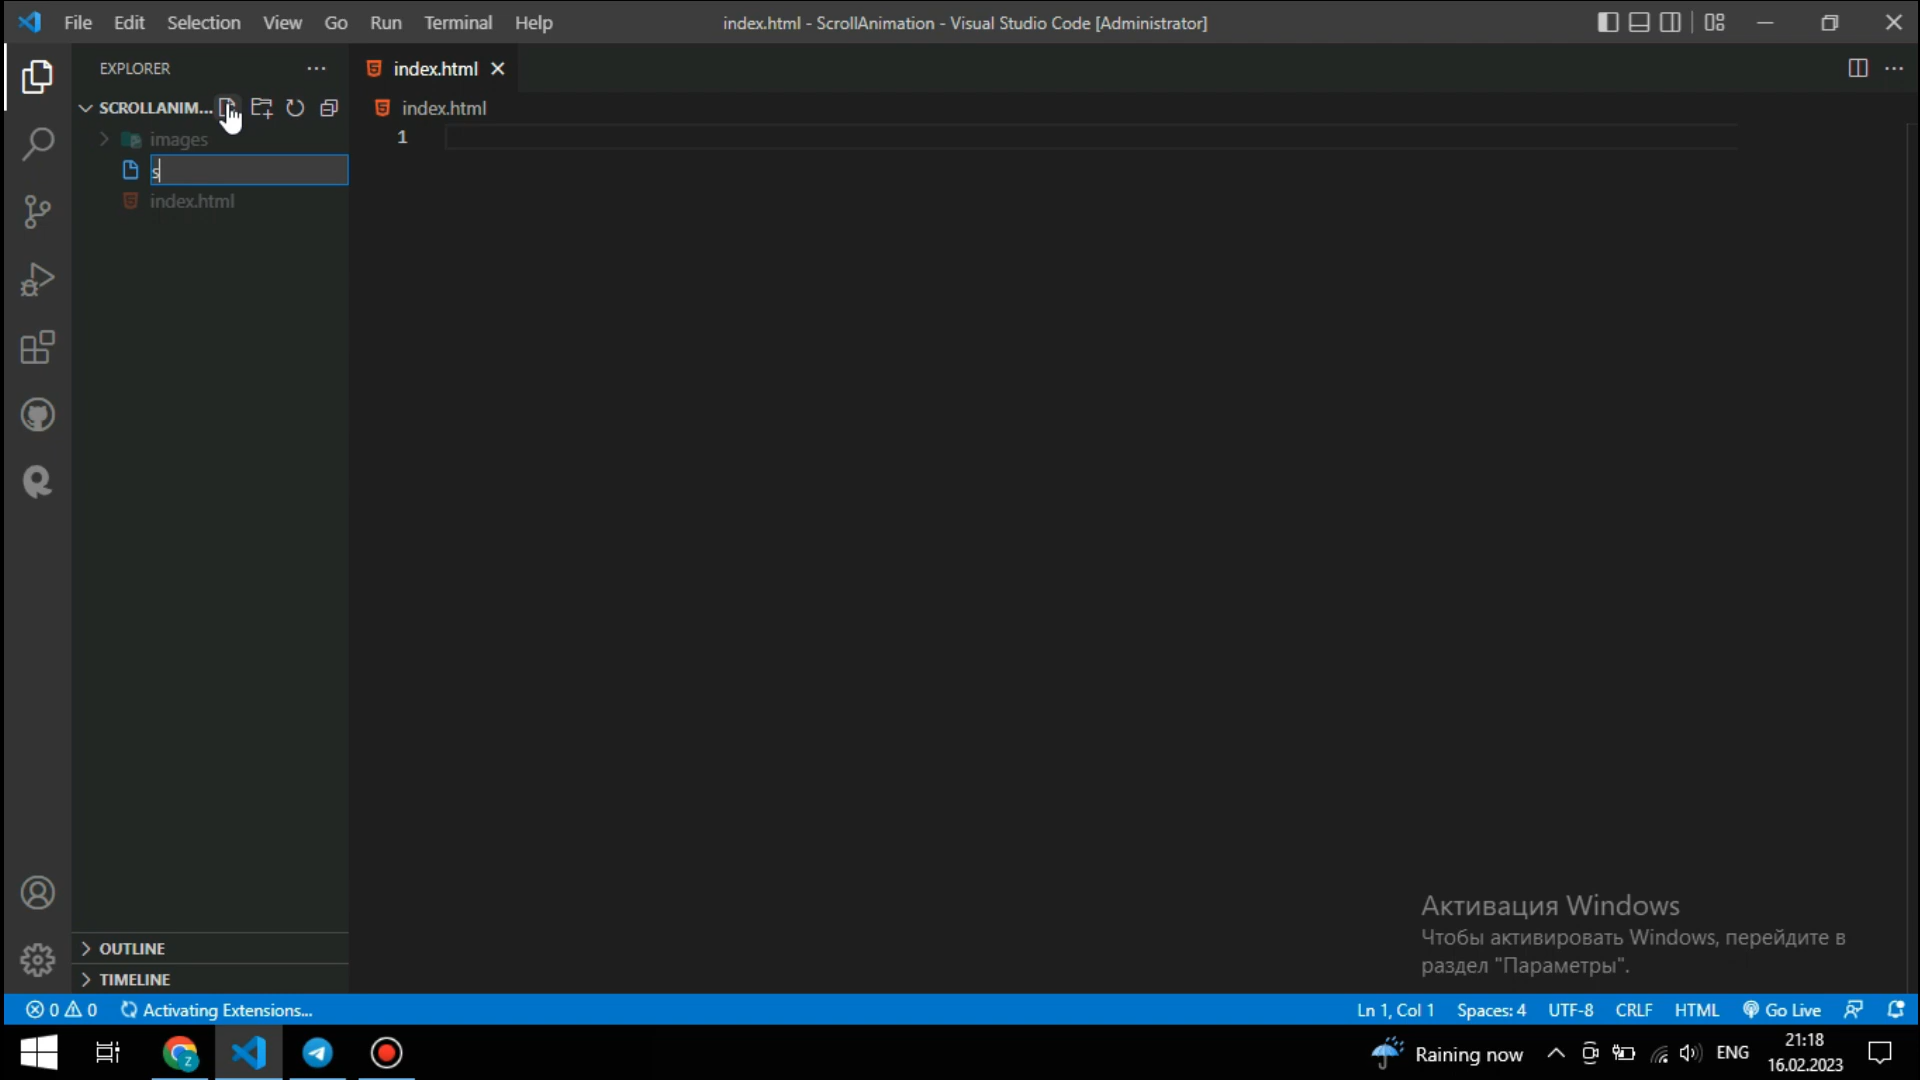 File Edit Selection View Go Run Terminal Help
index.html - ScrollAnimation - Visual Studio Code [Administrator]
EXPLORER
index.html
SCROLLANIM...
index.html
images
1
s
index.html
Активация Windows
Чтобы активировать Windows, перейдите в
раздел "Параметры".
OUTLINE
TIMELINE
0 0 Activating Extensions...
Ln 1, Col 1 Spaces: 4 UTF-8 CRLF HTML Go Live
Raining now
ENG
21:18
16.02.2023